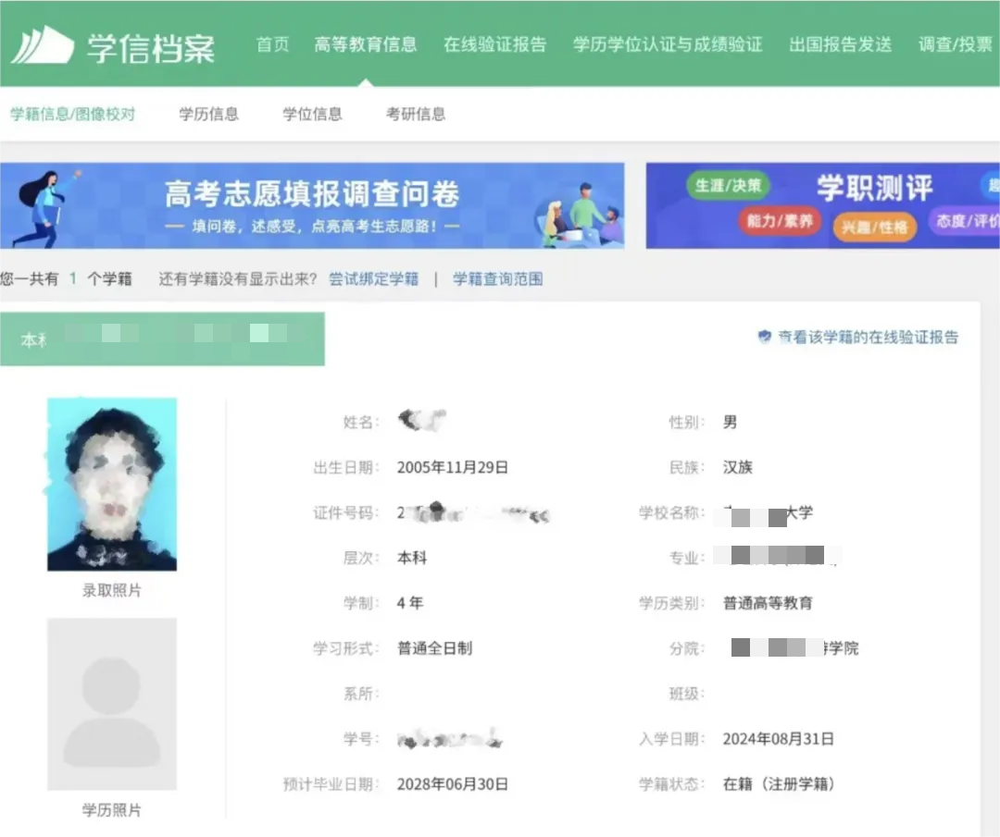 学信档案
首页 高等教育信息 在线验证报告 学历学位认证与成绩验证 出国报告发送 调查/投票
学籍信息/图像校对 学历信息 学位信息 考研信息
高考志愿填报调查问卷
填问卷，述感受，点亮高考生志愿路！
学职测评
生涯/决策
能力/素养
兴趣/性格
态度/评价
您一共有 1 个学籍 还有学籍没有显示出来？ 尝试绑定学籍 | 学籍查询范围
本科
查看该学籍的在线验证报告
姓名：
性别： 男
出生日期： 2005年11月29日
民族： 汉族
证件号码： 2
学校名称： 大学
层次： 本科
专业：
学制： 4 年
学历类别： 普通高等教育
学习形式： 普通全日制
分院： 学院
系所：
班级：
学号：
入学日期： 2024年08月31日
预计毕业日期： 2028年06月30日
学籍状态： 在籍（注册学籍）
录取照片
学历照片